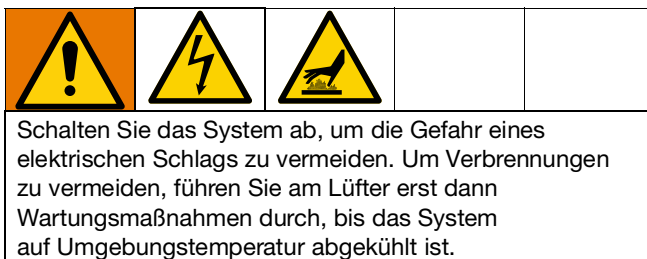 Schalten Sie das System ab, um die Gefahr eines
elektrischen Schlags zu vermeiden. Um Verbrennungen
zu vermeiden, führen Sie am Lüfter erst dann
Wartungsmaßnahmen durch, bis das System
auf Umgebungstemperatur abgekühlt ist.